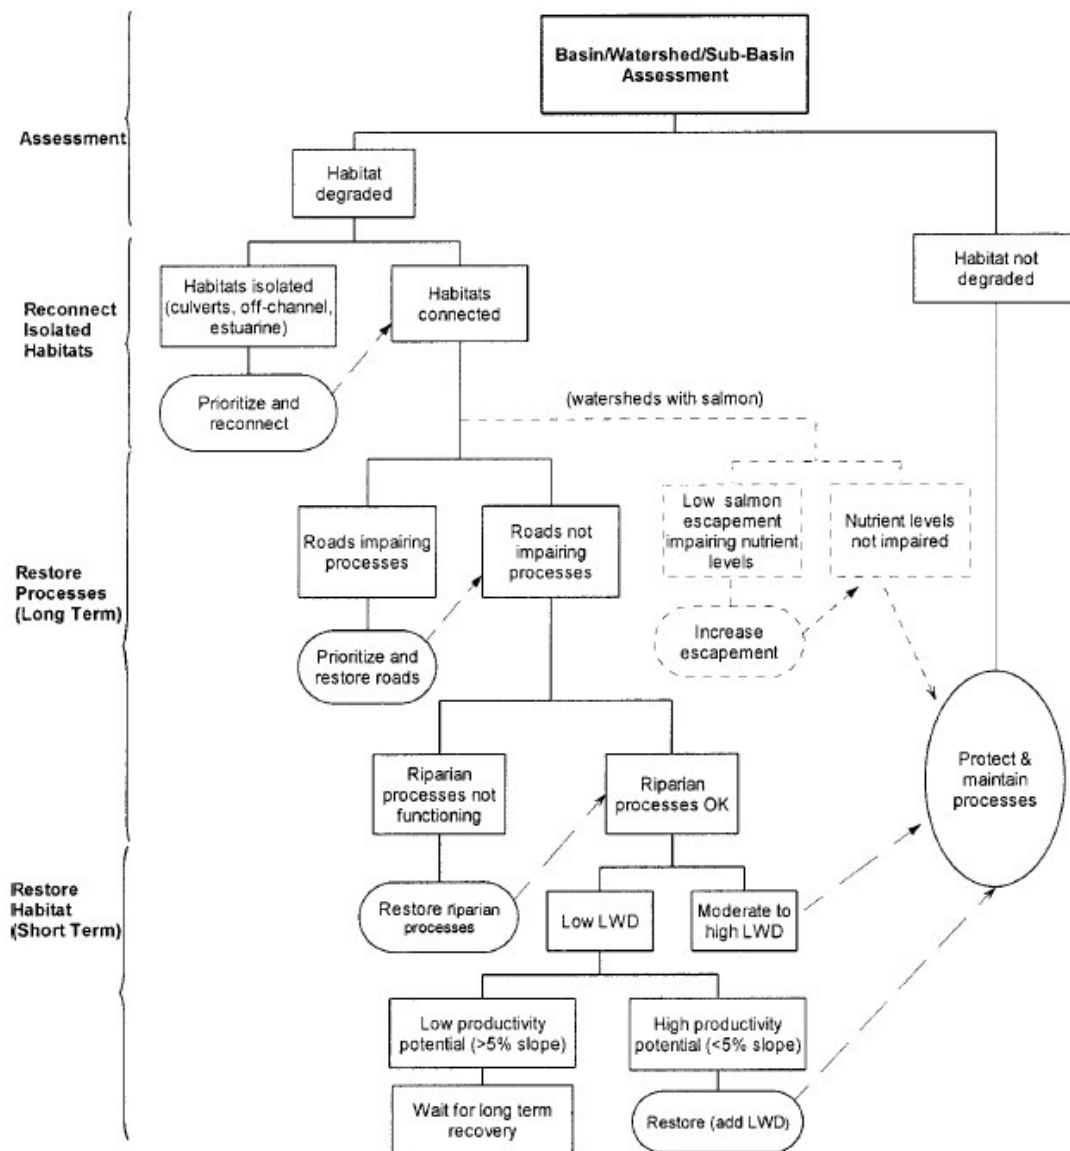 Basin/Watershed/Sub-Basin
Assessment
Assessment
Habitat
degraded
Habitat not
degraded
Reconnect
Isolated
Habitats
Habitats isolated
(culverts, off-channel,
estuarine)
Habitats
connected
Prioritize and
reconnect
(watersheds with salmon)
Restore
Processes
(Long Term)
Roads impairing
processes
Roads not
impairing
processes
Low salmon
escapement
impairing nutrient
levels
Nutrient levels
not impaired
Prioritize and
restore roads
Increase
escapement
Riparian
processes not
functioning
Riparian
processes OK
Protect &
maintain
processes
Restore
Habitat
(Short Term)
Restore riparian
processes
Low LWD
Moderate to
high LWD
Low productivity
potential (>5% slope)
High productivity
potential (<5% slope)
Wait for long term
recovery
Restore (add LWD)